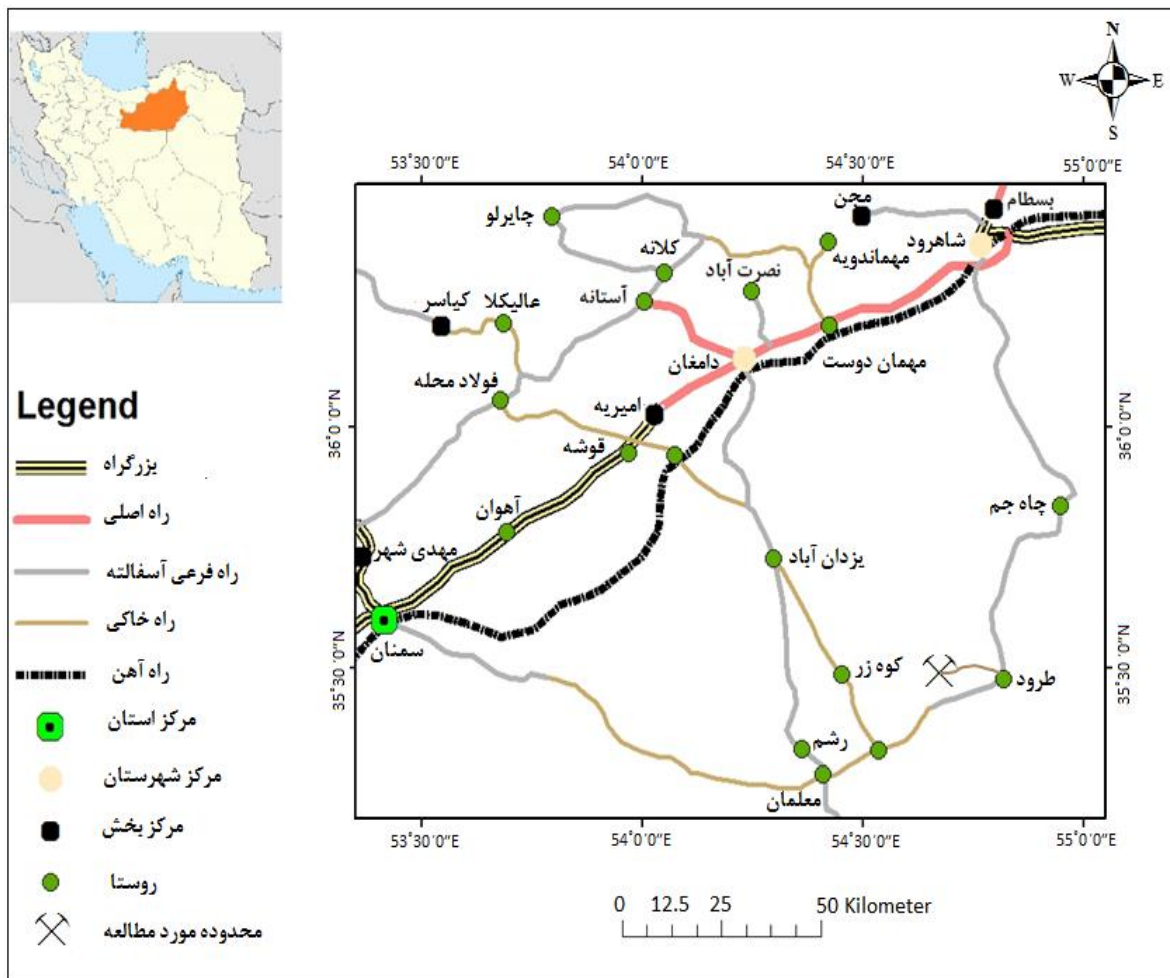 N
W E
S
53˚30´0˝E
54˚0´0˝E
54˚30´0˝E
55˚0´0˝E
چایرلو
مجن
بسطام
کلاته
نصرت آباد
مهماندویه
شاهرود
کیاسر
عالیکلا
آستانه
فولاد محله
دامغان
مهمان دوست
امیریه
36˚0´0˝N
36˚0´0˝N
قوشه
آهوان
چاه جم
مهدی شهر
یزدان آباد
سمنان
کوه زر
طرود
35˚30´0˝N
35˚30´0˝N
رشم
معلمان
53˚30´0˝E
54˚0´0˝E
54˚30´0˝E
55˚0´0˝E
0 12.5 25 50 Kilometer
Legend
بزرگراه
راه اصلی
راه فرعی آسفالته
راه خاکی
راه آهن
مرکز استان
مرکز شهرستان
مرکز بخش
روستا
محدوده مورد مطالعه